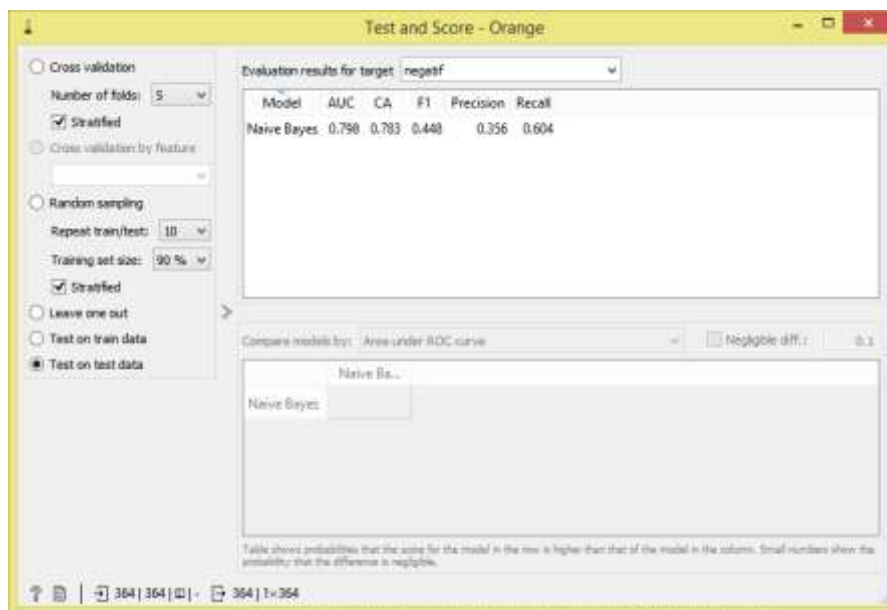 Test and Score - Orange
Cross validation
Number of folds: 5
Stratified
Cross validation by feature
Random sampling
Repeat train/test: 10
Training set size: 90 %
Stratified
Leave one out
Test on train data
Test on test data
Evaluation results for target negatif
Model AUC CA F1 Precision Recall
Naive Bayes 0.798 0.783 0.448 0.356 0.604
>
Compare models by: Area under ROC curve
Negligible diff.: 0.1
Naive Ba...
Naive Bayes
Table shows probabilities that the score for the model in the row is higher than that of the model in the column. Small numbers show the
probability that the difference is negligible.
? 364 | 364 | - 364 | 1×364